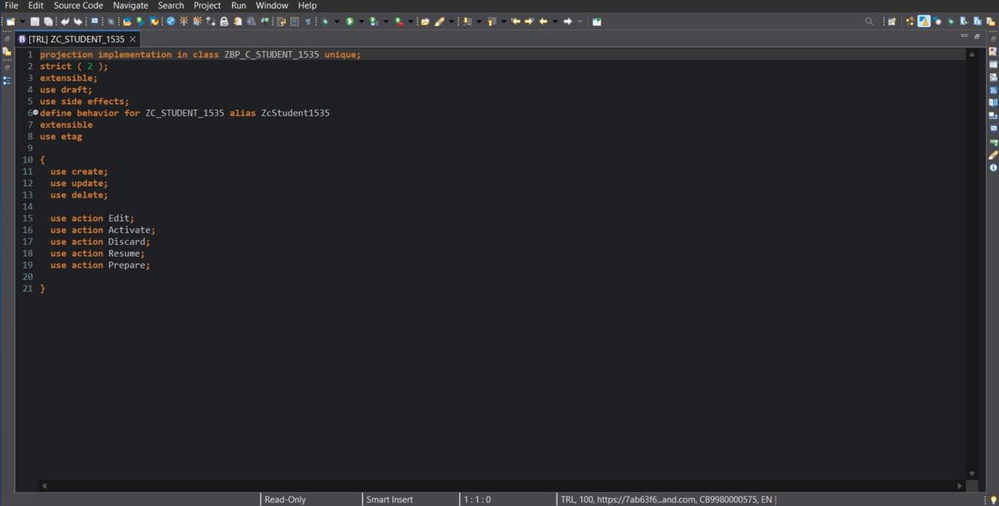 File Edit Source Code Navigate Search Project Run Window Help
[TRL] ZC_STUDENT_1535
1 projection implementation in class ZBP_C_STUDENT_1535 unique;
2 strict ( 2 );
3 extensible;
4 use draft;
5 use side effects;
6 define behavior for ZC_STUDENT_1535 alias ZcStudent1535
7 extensible
8 use etag
9
10 {
11 use create;
12 use update;
13 use delete;
14
15 use action Edit;
16 use action Activate;
17 use action Discard;
18 use action Resume;
19 use action Prepare;
20
21 }
Read-Only Smart Insert 1 : 1 : 0 TRL, 100, https://7ab63f6...and.com, CB9980000575, EN